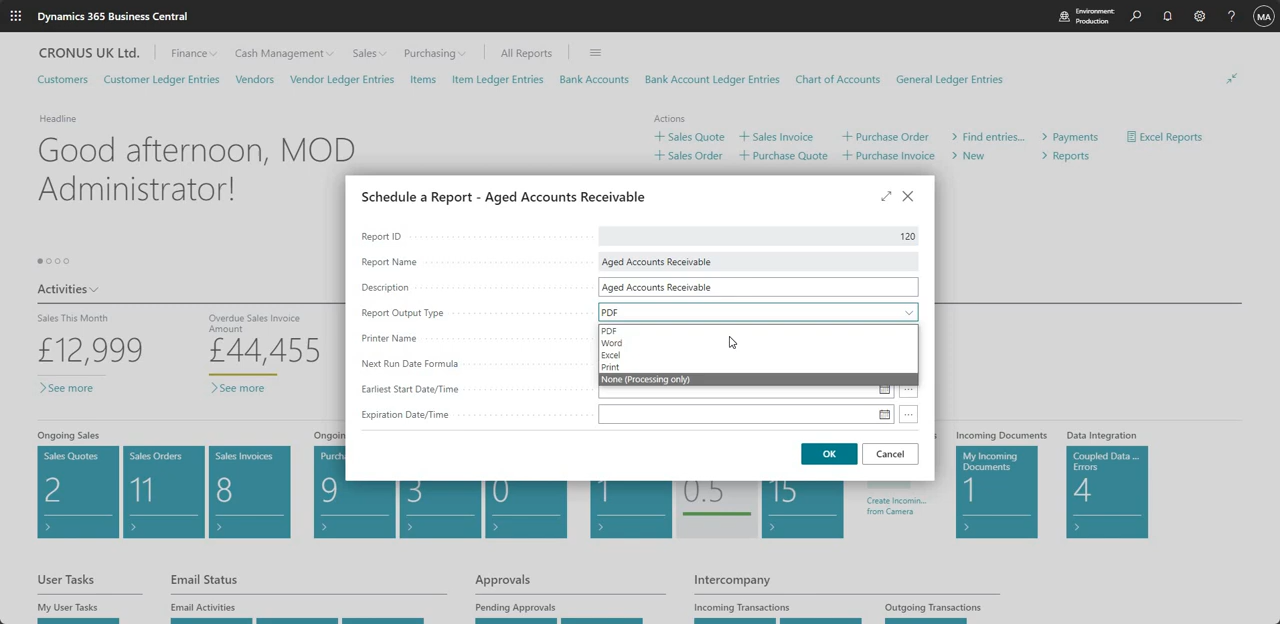 Dynamics 365 Business Central
Environment:
Production
?
MA
CRONUS UK Ltd.
Finance
Cash Management
Sales
Purchasing
All Reports
Customers
Customer Ledger Entries
Vendors
Vendor Ledger Entries
Items
Item Ledger Entries
Bank Accounts
Bank Account Ledger Entries
Chart of Accounts
General Ledger Entries
Headline
Good afternoon, MOD
Administrator!
Actions
+ Sales Quote
+ Sales Invoice
+ Purchase Order
> Find entries...
> Payments
Excel Reports
+ Sales Order
+ Purchase Quote
+ Purchase Invoice
> New
> Reports
Schedule a Report - Aged Accounts Receivable
Report ID
120
Report Name
Aged Accounts Receivable
Description
Aged Accounts Receivable
Report Output Type
PDF
PDF
Word
Excel
Print
None (Processing only)
Printer Name
Next Run Date Formula
Earliest Start Date/Time
Expiration Date/Time
OK
Cancel
Activities
Sales This Month
£12,999
> See more
Overdue Sales Invoice
Amount
£44,455
> See more
Ongoing Sales
Sales Quotes
2
Sales Orders
11
Sales Invoices
8
Ongoin
Purcha
9
3
0
1
0.5
15
Create Incomin...
from Camera
Incoming Documents
My Incoming
Documents
1
Data Integration
Coupled Data ...
Errors
4
User Tasks
My User Tasks
Email Status
Email Activities
Approvals
Pending Approvals
Intercompany
Incoming Transactions
Outgoing Transactions